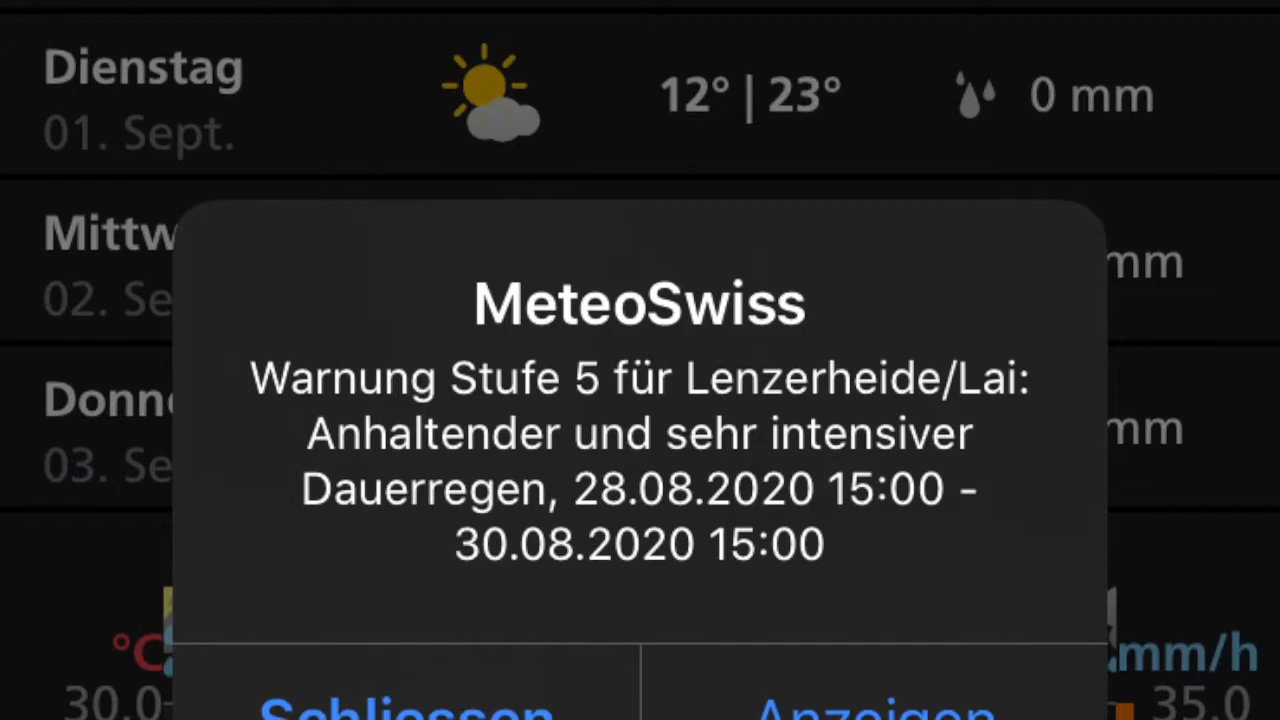 Dienstag 12° | 23° 0 mm
01. Sept.
mm
02.
MeteoSwiss
Warnung Stufe 5 für Lenzerheide/Lai:
Anhaltender und sehr intensiver
Dauerregen, 28.08.2020 15:00 -
30.08.2020 15:00
mm
03.
°C mm/h
30.0 35.0
Schliessen Anzeigen